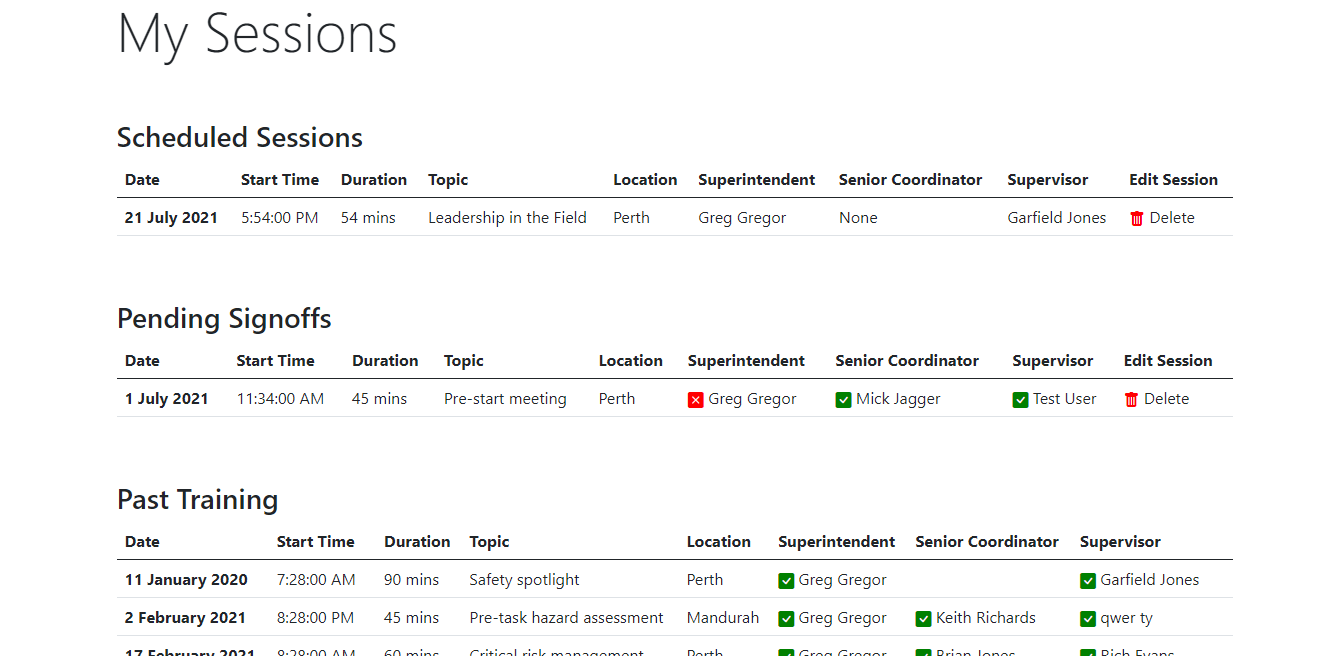 My Sessions
Scheduled Sessions
Date Start Time Duration Topic Location Superintendent Senior Coordinator Supervisor Edit Session
21 July 2021 5:54:00 PM 54 mins Leadership in the Field Perth Greg Gregor None Garfield Jones Delete
Pending Signoffs
Date Start Time Duration Topic Location Superintendent Senior Coordinator Supervisor Edit Session
1 July 2021 11:34:00 AM 45 mins Pre-start meeting Perth Greg Gregor Mick Jagger Test User Delete
Past Training
Date Start Time Duration Topic Location Superintendent Senior Coordinator Supervisor
11 January 2020 7:28:00 AM 90 mins Safety spotlight Perth Greg Gregor Garfield Jones
2 February 2021 8:28:00 PM 45 mins Pre-task hazard assessment Mandurah Greg Gregor Keith Richards qwer ty
17 February 2021 8:28:00 AM 60 mins Critical risk management Perth Greg Gregor Brian Jones Rich Evans